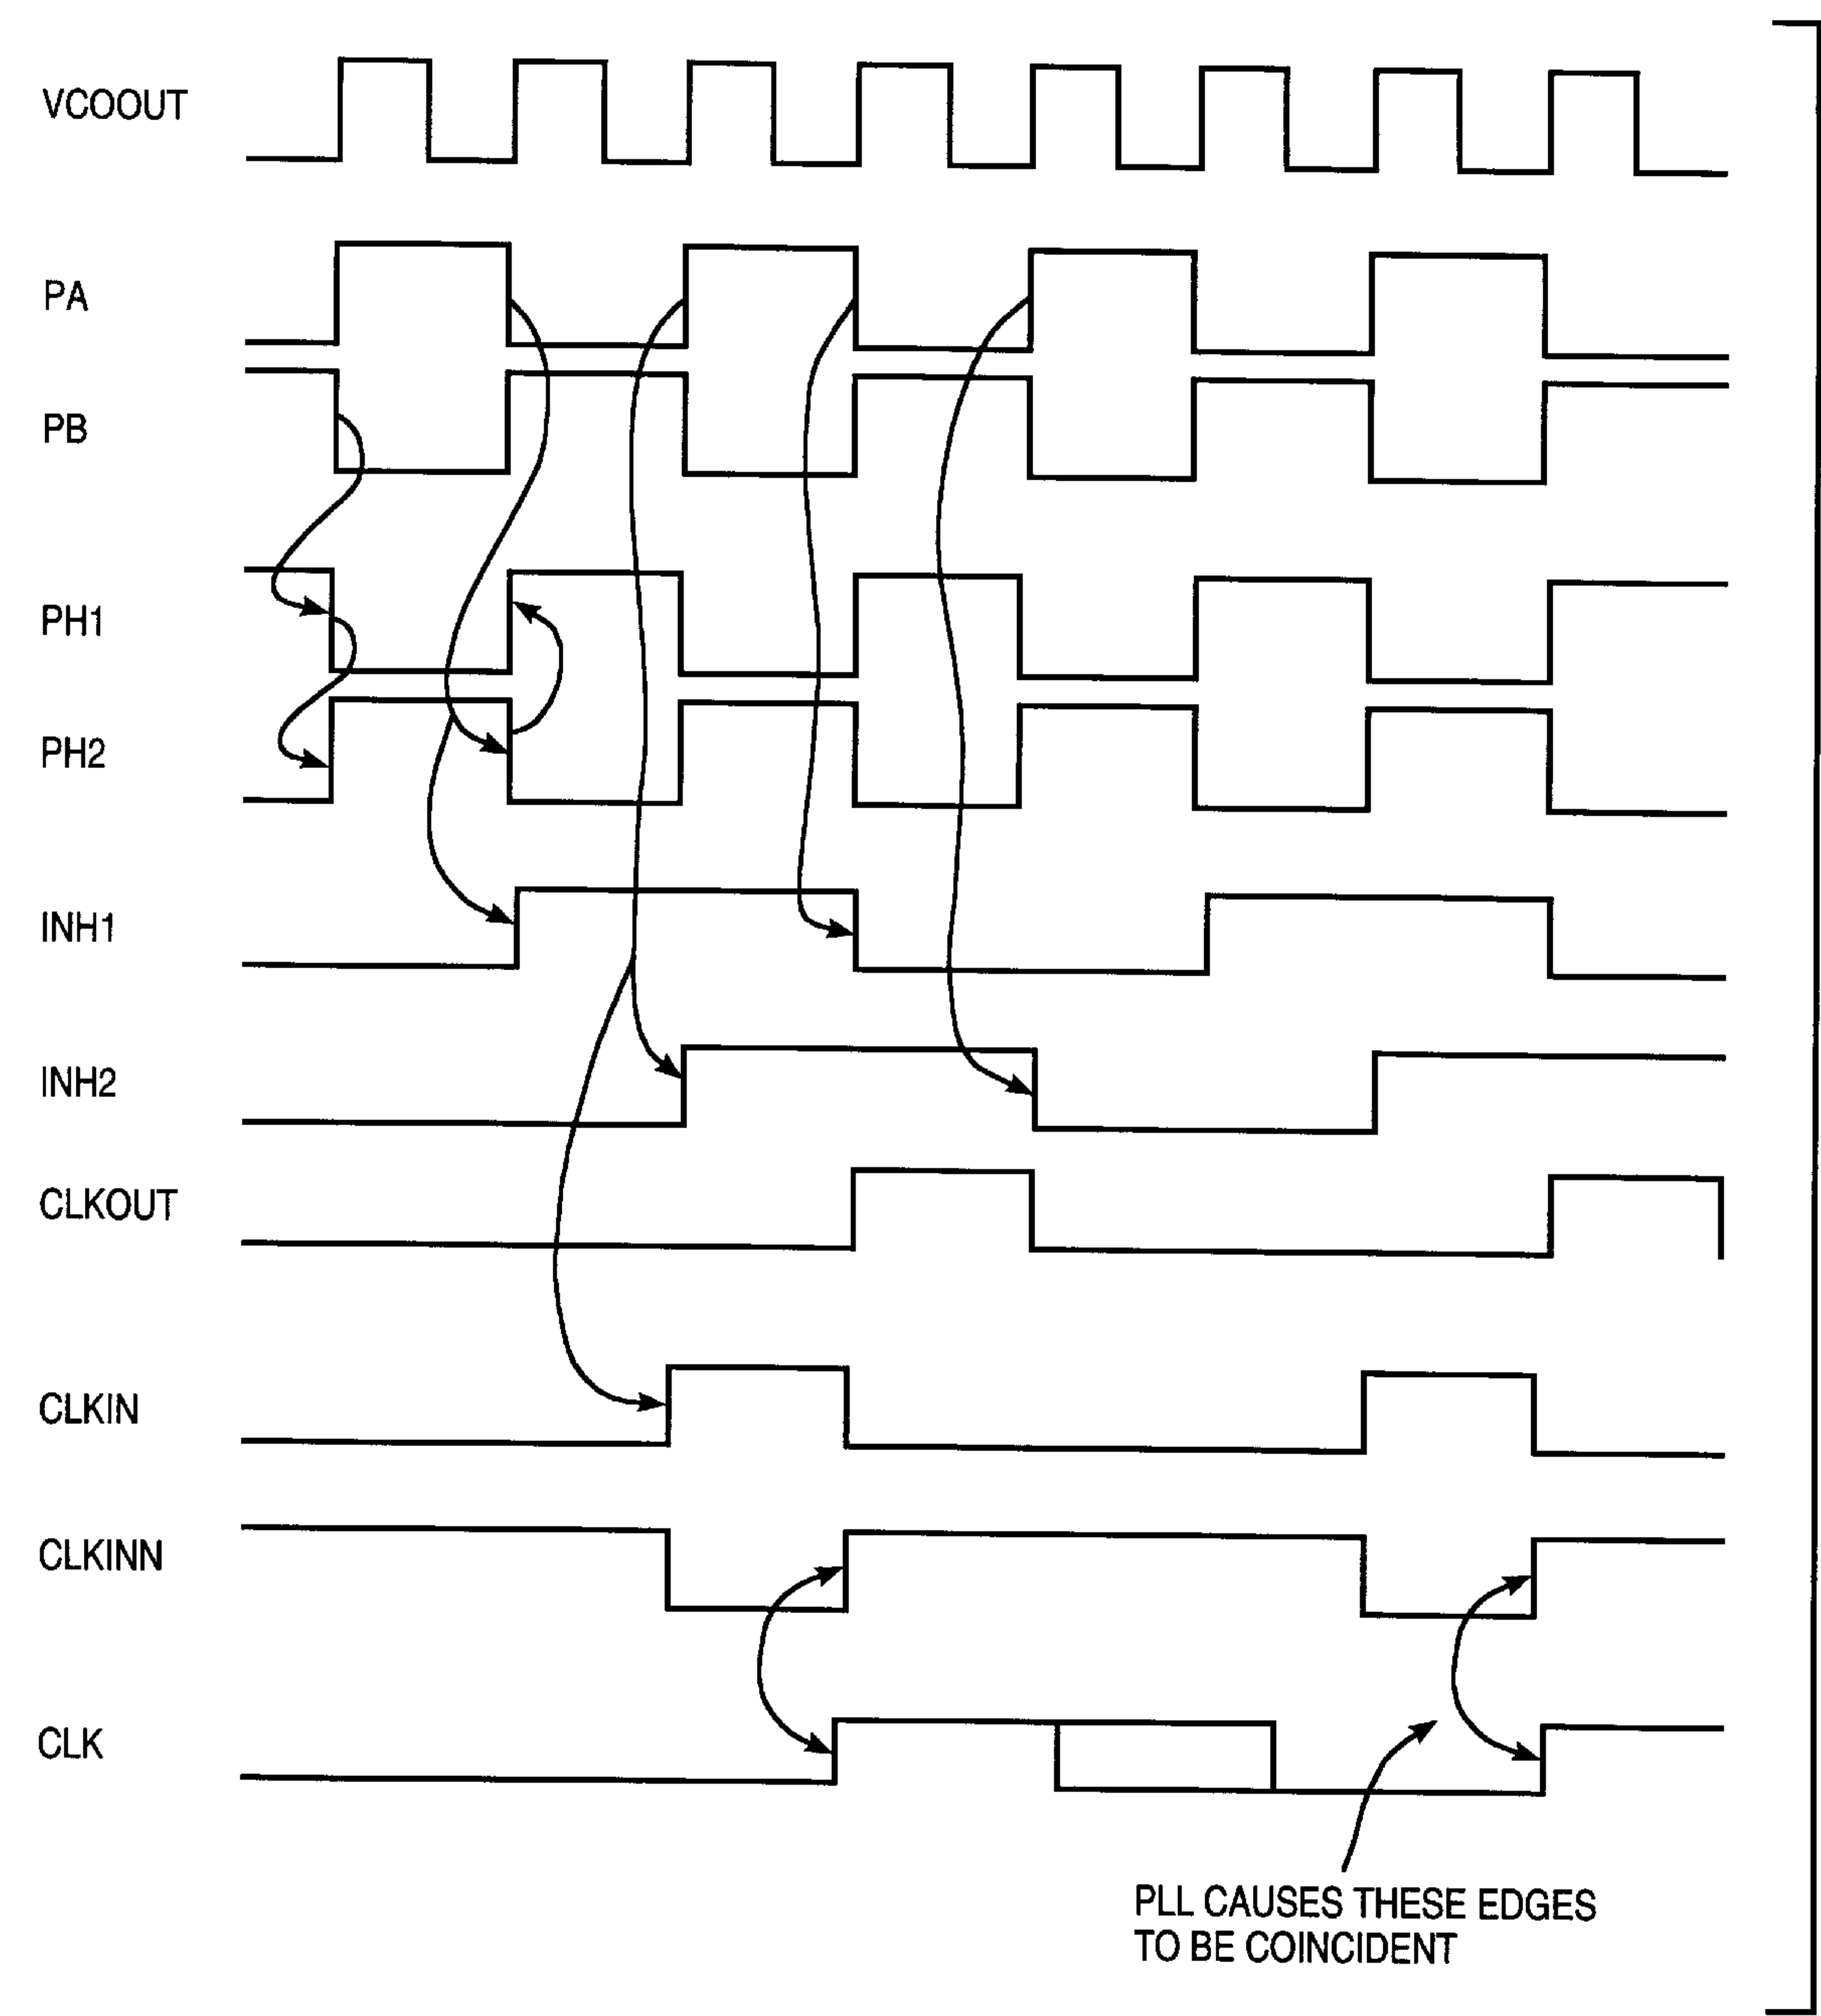 VCOOUT
PA
PB
PH1
PH2
INH1
INH2
CLKOUT
CLKIN
CLKINN
CLK
PLL CAUSES THESE EDGES
TO BE COINCIDENT